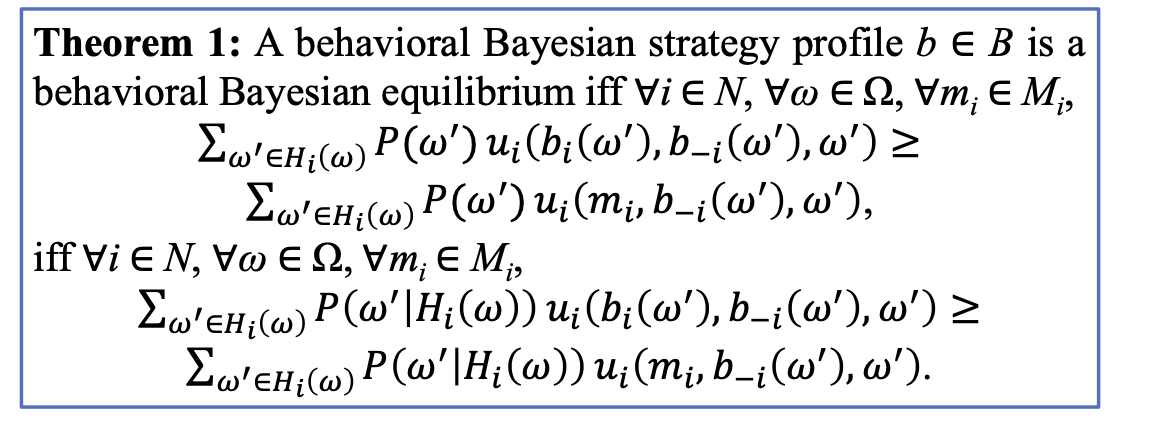 Theorem 1: A behavioral Bayesian strategy profile b ∈ B is a
behavioral Bayesian equilibrium iff ∀i ∈ N, ∀ω ∈ Ω, ∀mᵢ ∈ Mᵢ,
∑_{ω′∈Hᵢ(ω)} P(ω′) uᵢ(bᵢ(ω′), b₋ᵢ(ω′), ω′) ≥
∑_{ω′∈Hᵢ(ω)} P(ω′) uᵢ(mᵢ, b₋ᵢ(ω′), ω′),
iff ∀i ∈ N, ∀ω ∈ Ω, ∀mᵢ ∈ Mᵢ,
∑_{ω′∈Hᵢ(ω)} P(ω′|Hᵢ(ω)) uᵢ(bᵢ(ω′), b₋ᵢ(ω′), ω′) ≥
∑_{ω′∈Hᵢ(ω)} P(ω′|Hᵢ(ω)) uᵢ(mᵢ, b₋ᵢ(ω′), ω′).